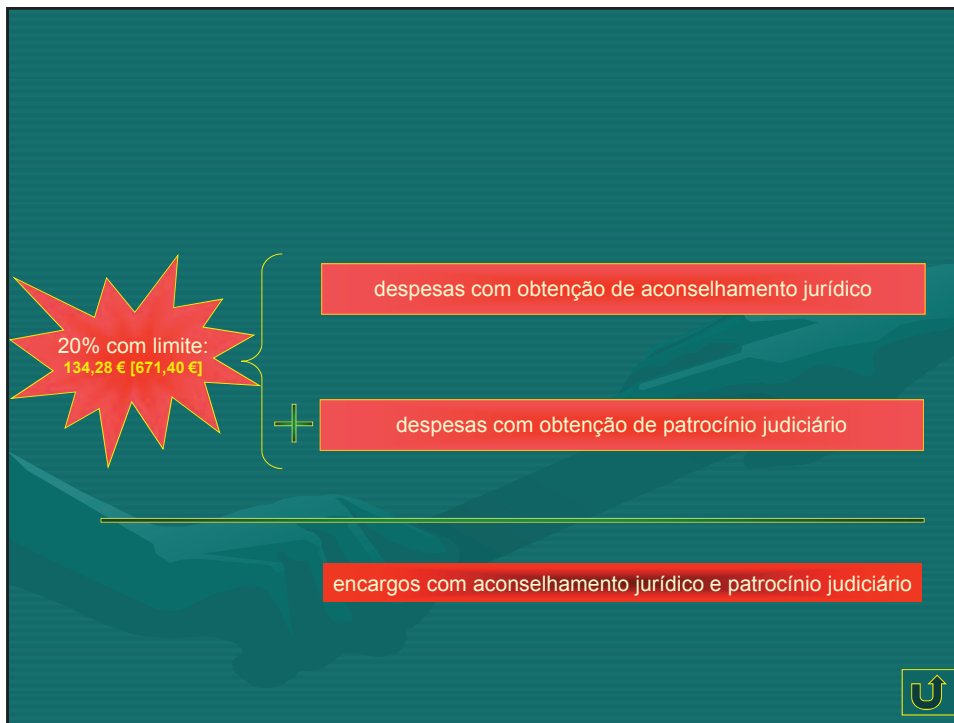 despesas com obtenção de aconselhamento jurídico
20% com limite:
134,28 € [671,40 €]
despesas com obtenção de patrocínio judiciário
encargos com aconselhamento jurídico e patrocínio judiciário